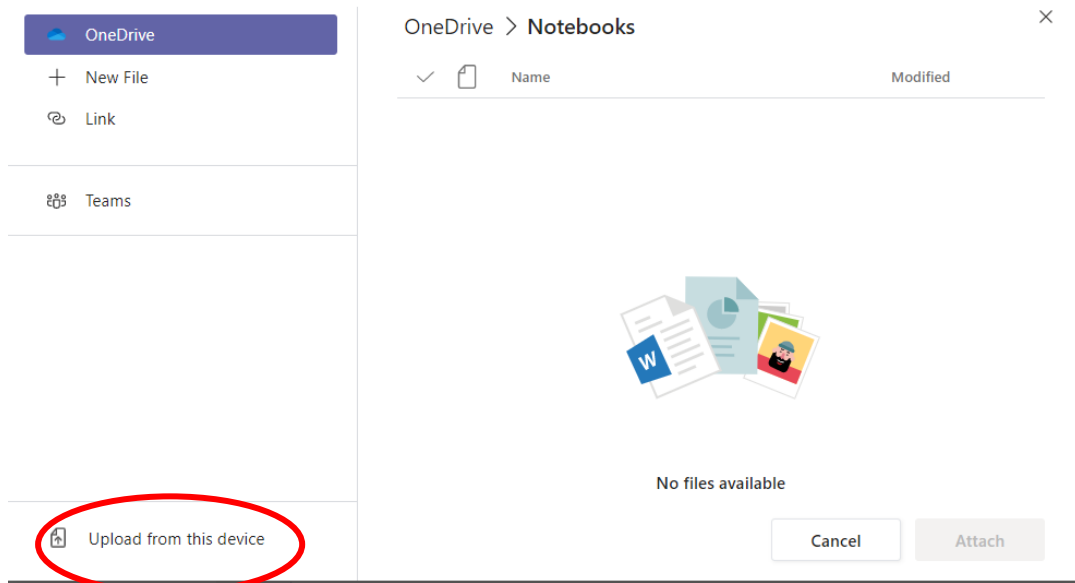 OneDrive
New File
Link
Teams
Upload from this device
OneDrive > Notebooks
Name Modified
W
No files available
Cancel Attach